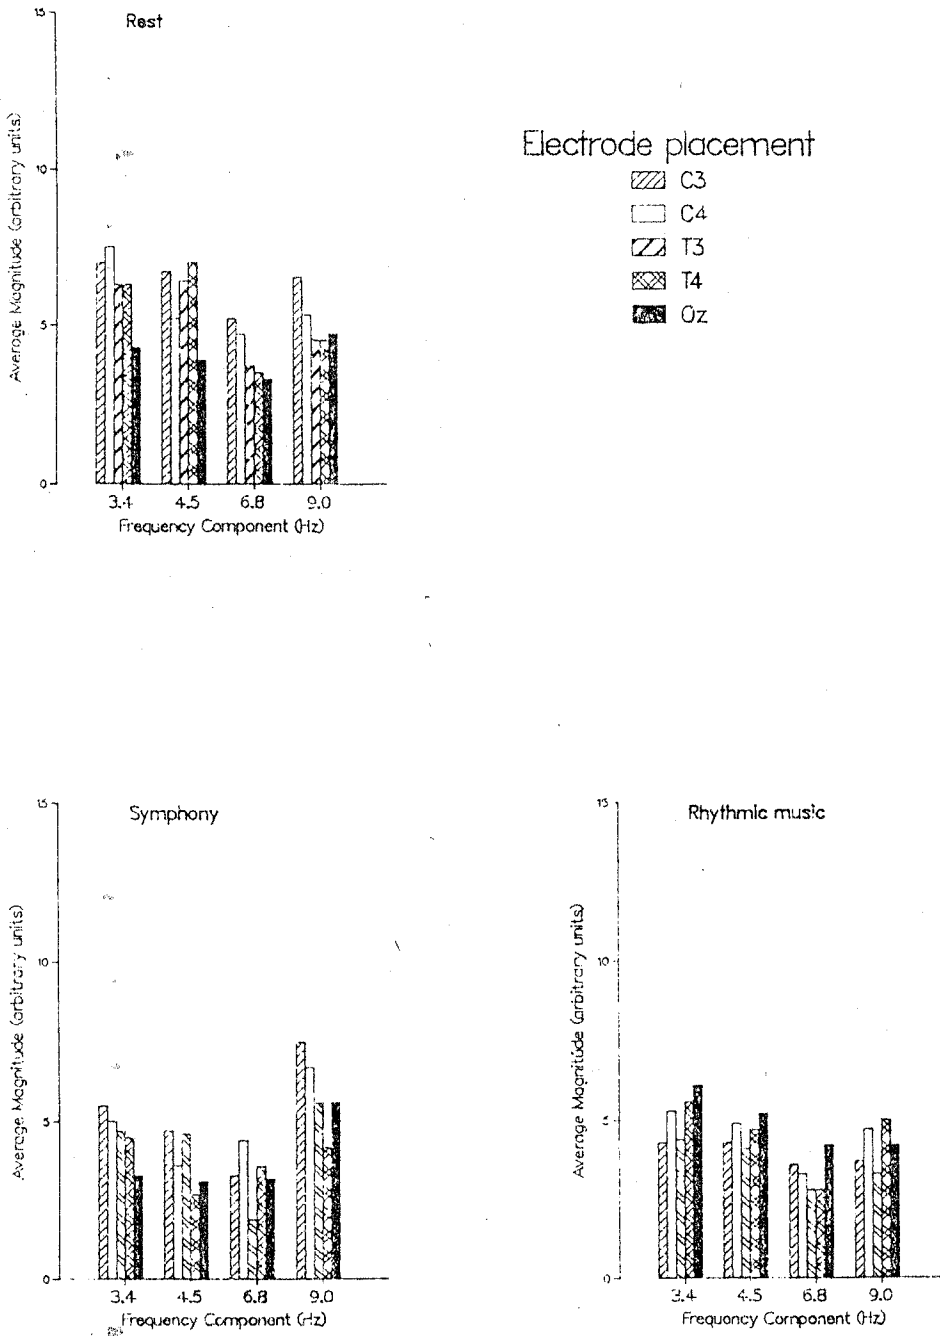 Rest
15
10
5
0
Average Magnitude (arbitrary units)
3.4 4.5 6.8 9.0
Frequency Component (Hz)
Electrode placement
C3
C4
T3
T4
Oz
Symphony
15
10
5
0
Average Magnitude (arbitrary units)
3.4 4.5 6.8 9.0
Frequency Component (Hz)
Rhythmic music
15
10
5
0
Average Magnitude (arbitrary units)
3.4 4.5 6.8 9.0
Frequency Component (Hz)